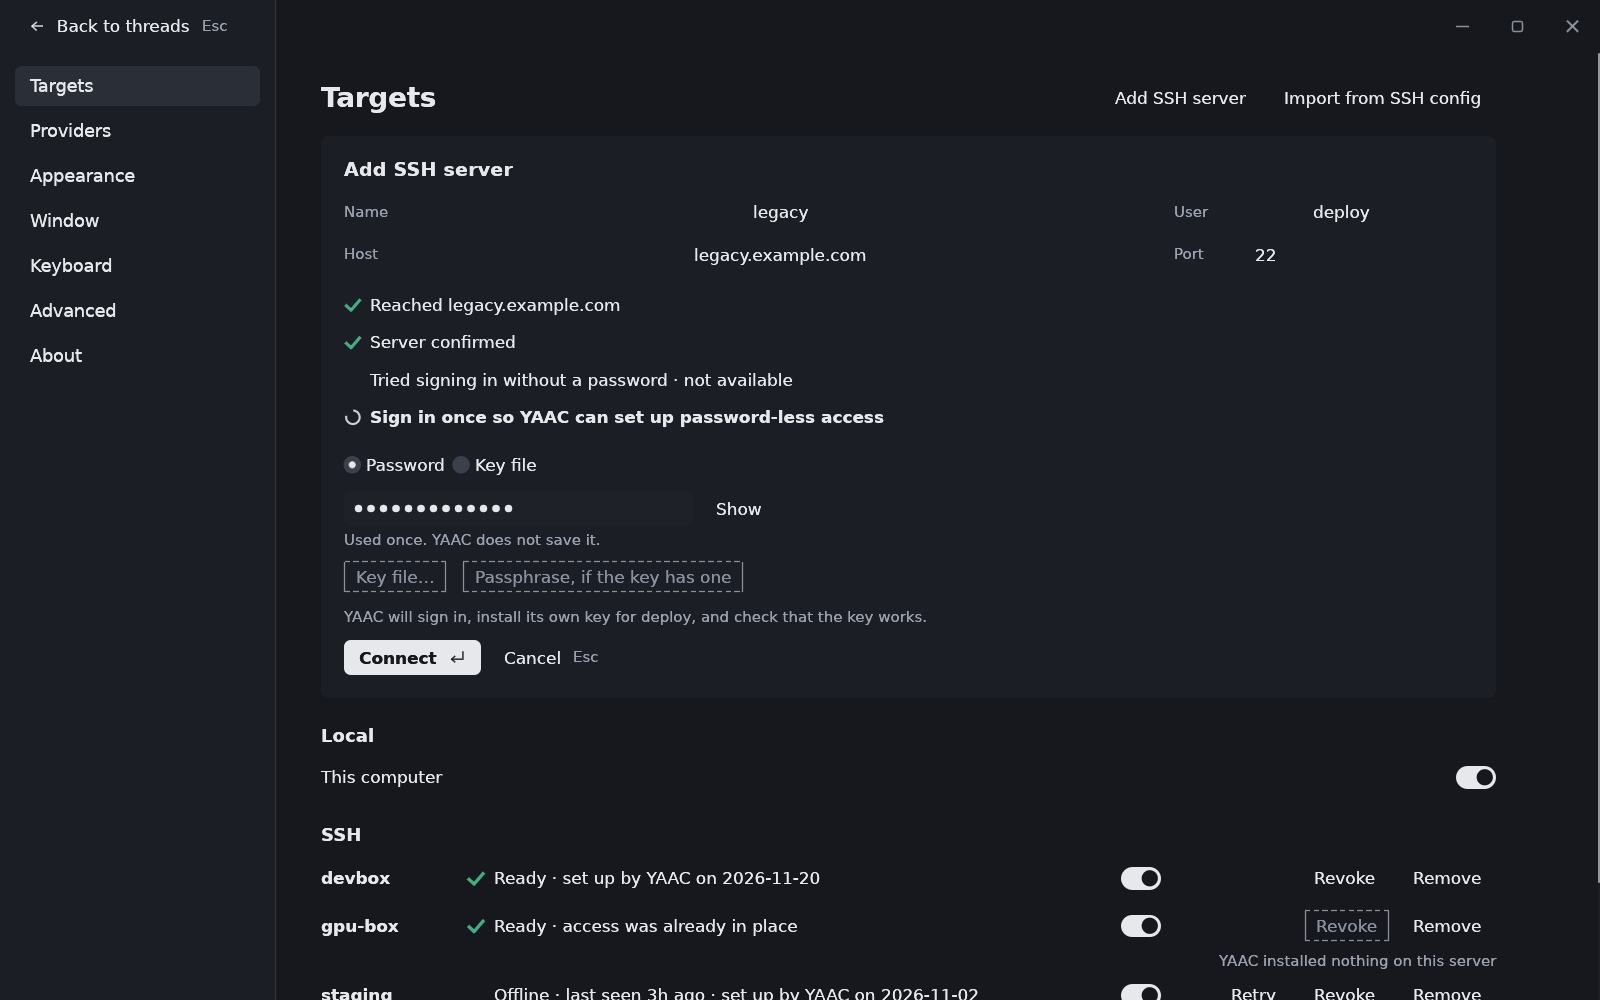 Back to threads Esc
Targets
Providers
Appearance
Window
Keyboard
Advanced
About
Targets
Add SSH server
Import from SSH config
Add SSH server
Name legacy User deploy
Host legacy.example.com Port 22
Reached legacy.example.com
Server confirmed
Tried signing in without a password · not available
Sign in once so YAAC can set up password-less access
Password Key file
Show
Used once. YAAC does not save it.
Key file… Passphrase, if the key has one
YAAC will sign in, install its own key for deploy, and check that the key works.
Connect Cancel Esc
Local
This computer
SSH
devbox Ready · set up by YAAC on 2026-11-20 Revoke Remove
gpu-box Ready · access was already in place Revoke Remove
YAAC installed nothing on this server
staging Offline · last seen 3h ago · set up by YAAC on 2026-11-02 Retry Revoke Remove